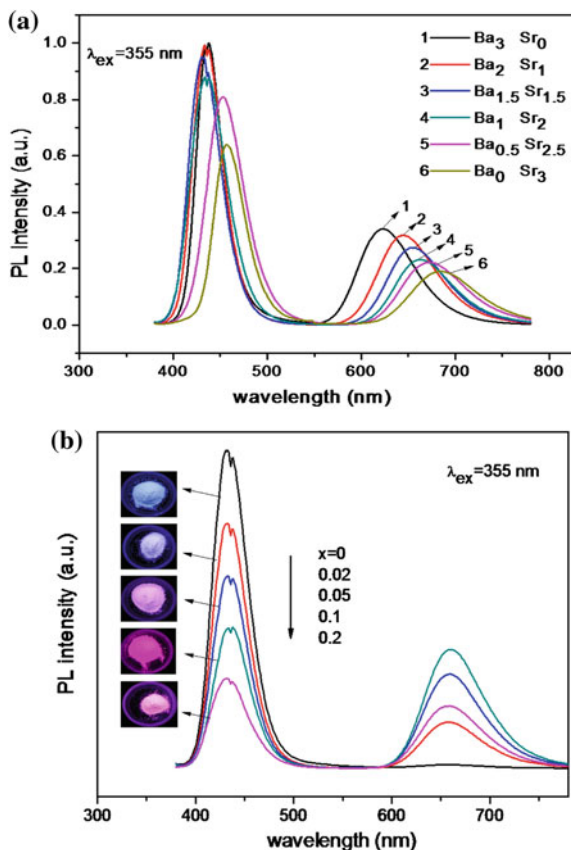 (a)
λex=355 nm
1 Ba3 Sr0
2 Ba2 Sr1
3 Ba1.5 Sr1.5
4 Ba1 Sr2
5 Ba0.5 Sr2.5
6 Ba0 Sr3
PL Intensity (a.u.)
1.0
0.8
0.6
0.4
0.2
0.0
1
2
3
4
5
6
300 400 500 600 700 800
wavelength (nm)
(b)
λex=355 nm
PL intensity (a.u.)
x=0
0.02
0.05
0.1
0.2
300 400 500 600 700
wavelength (nm)